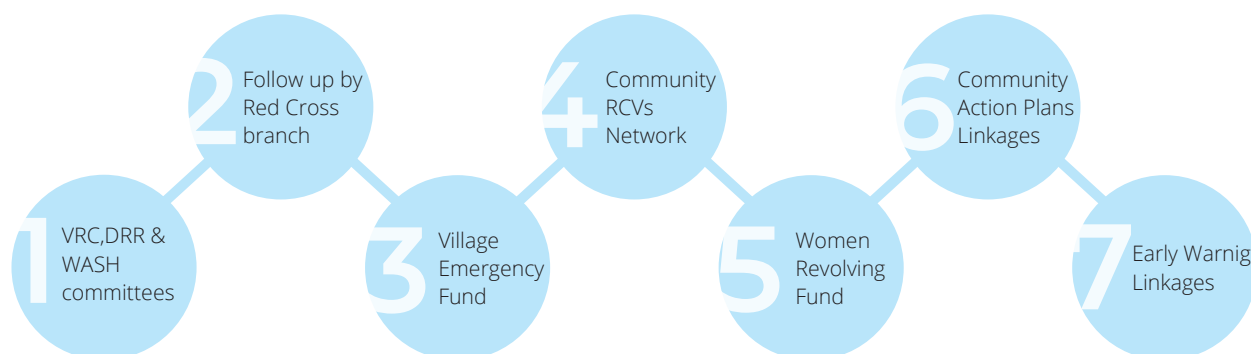 1
VRC,DRR &
WASH
committees
2
Follow up by
Red Cross
branch
3
Village
Emergency
Fund
4
Community
RCVs
Network
5
Women
Revolving
Fund
6
Community
Action Plans
Linkages
7
Early Warnig
Linkages